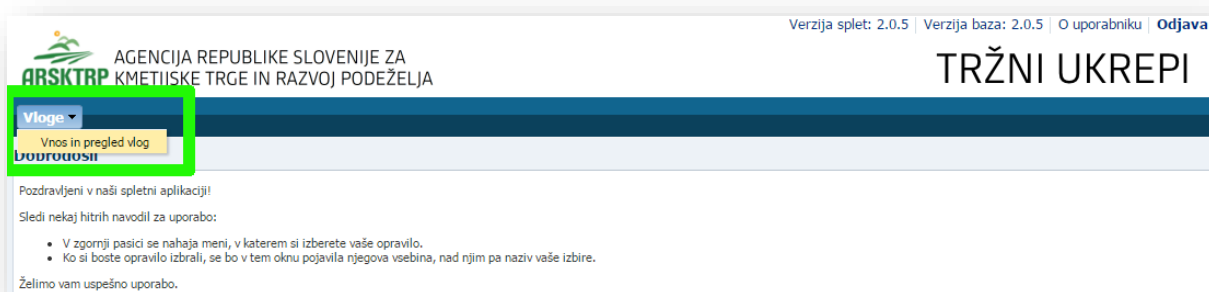 Verzija splet: 2.0.5 Verzija baza: 2.0.5 O uporabniku Odjava
AGENCIJA REPUBLIKE SLOVENIJE ZA
ARSKTRP KMETIJSKE TRGE IN RAZVOJ PODEŽELJA
TRŽNI UKREPI
Vloge
Vnos in pregled vlog
Dobrodošli
Pozdravljeni v naši spletni aplikaciji!
Sledi nekaj hitrih navodil za uporabo:
• V zgornji pasici se nahaja meni, v katerem si izberete vaše opravilo.
• Ko si boste opravilo izbrali, se bo v tem oknu pojavila njegova vsebina, nad njim pa naziv vaše izbire.
Želimo vam uspešno uporabo.